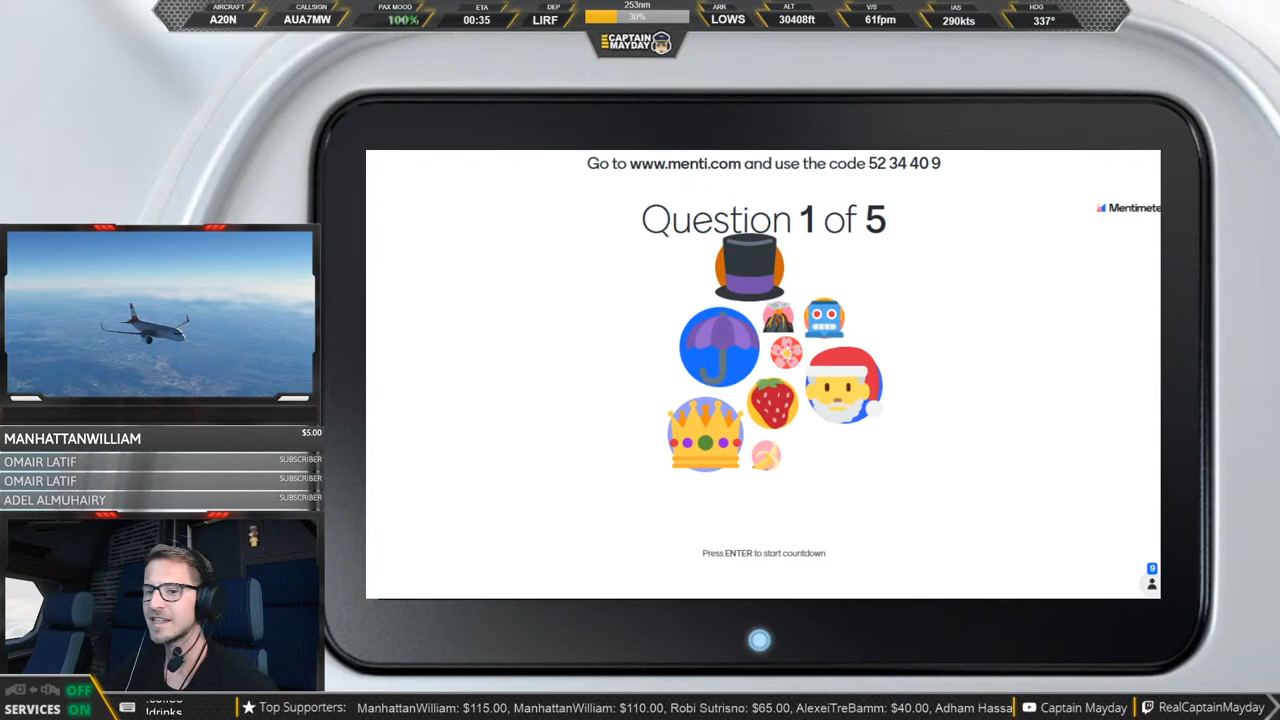 AIRCRAFT
A20N
CALLSIGN
AUA7MW
PAX MOOD
100%
ETA
00:35
DEP
LIRF
253nm
30%
ARR
LOWS
ALT
30408ft
V/S
61fpm
IAS
290kts
HDG
337°
CAPTAIN
MAYDAY
Go to www.menti.com and use the code 52 34 40 9
Mentimete
Question 1 of 5
Press ENTER to start countdown
9
MANHATTANWILLIAM $5.00
OMAIR LATIF SUBSCRIBER
OMAIR LATIF SUBSCRIBER
ADEL ALMUHAIRY SUBSCRIBER
OFF
SERVICES ON
!drinks
Top Supporters: ManhattanWilliam: $115.00, ManhattanWilliam: $110.00, Robi Sutrisno: $65.00, AlexeiTreBamm: $40.00, Adham Hassa
Captain Mayday
RealCaptainMayday